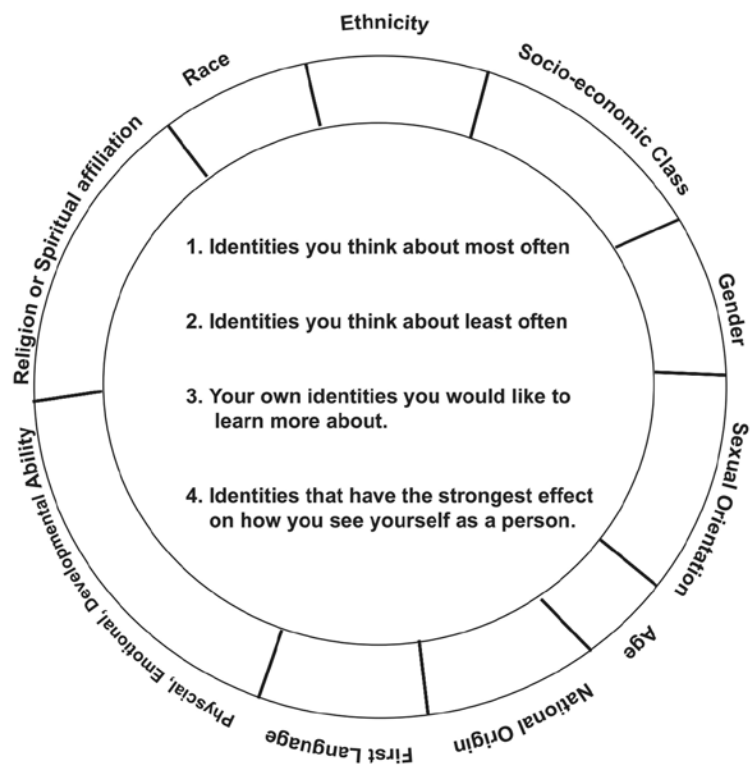 Ethnicity
Socio-economic Class
Gender
Sexual Orientation
Age
National Origin
First Language
Physcial, Emotional, Developmental Ability
Religion or Spiritual affiliation
Race
1. Identities you think about most often
2. Identities you think about least often
3. Your own identities you would like to
learn more about.
4. Identities that have the strongest effect
on how you see yourself as a person.